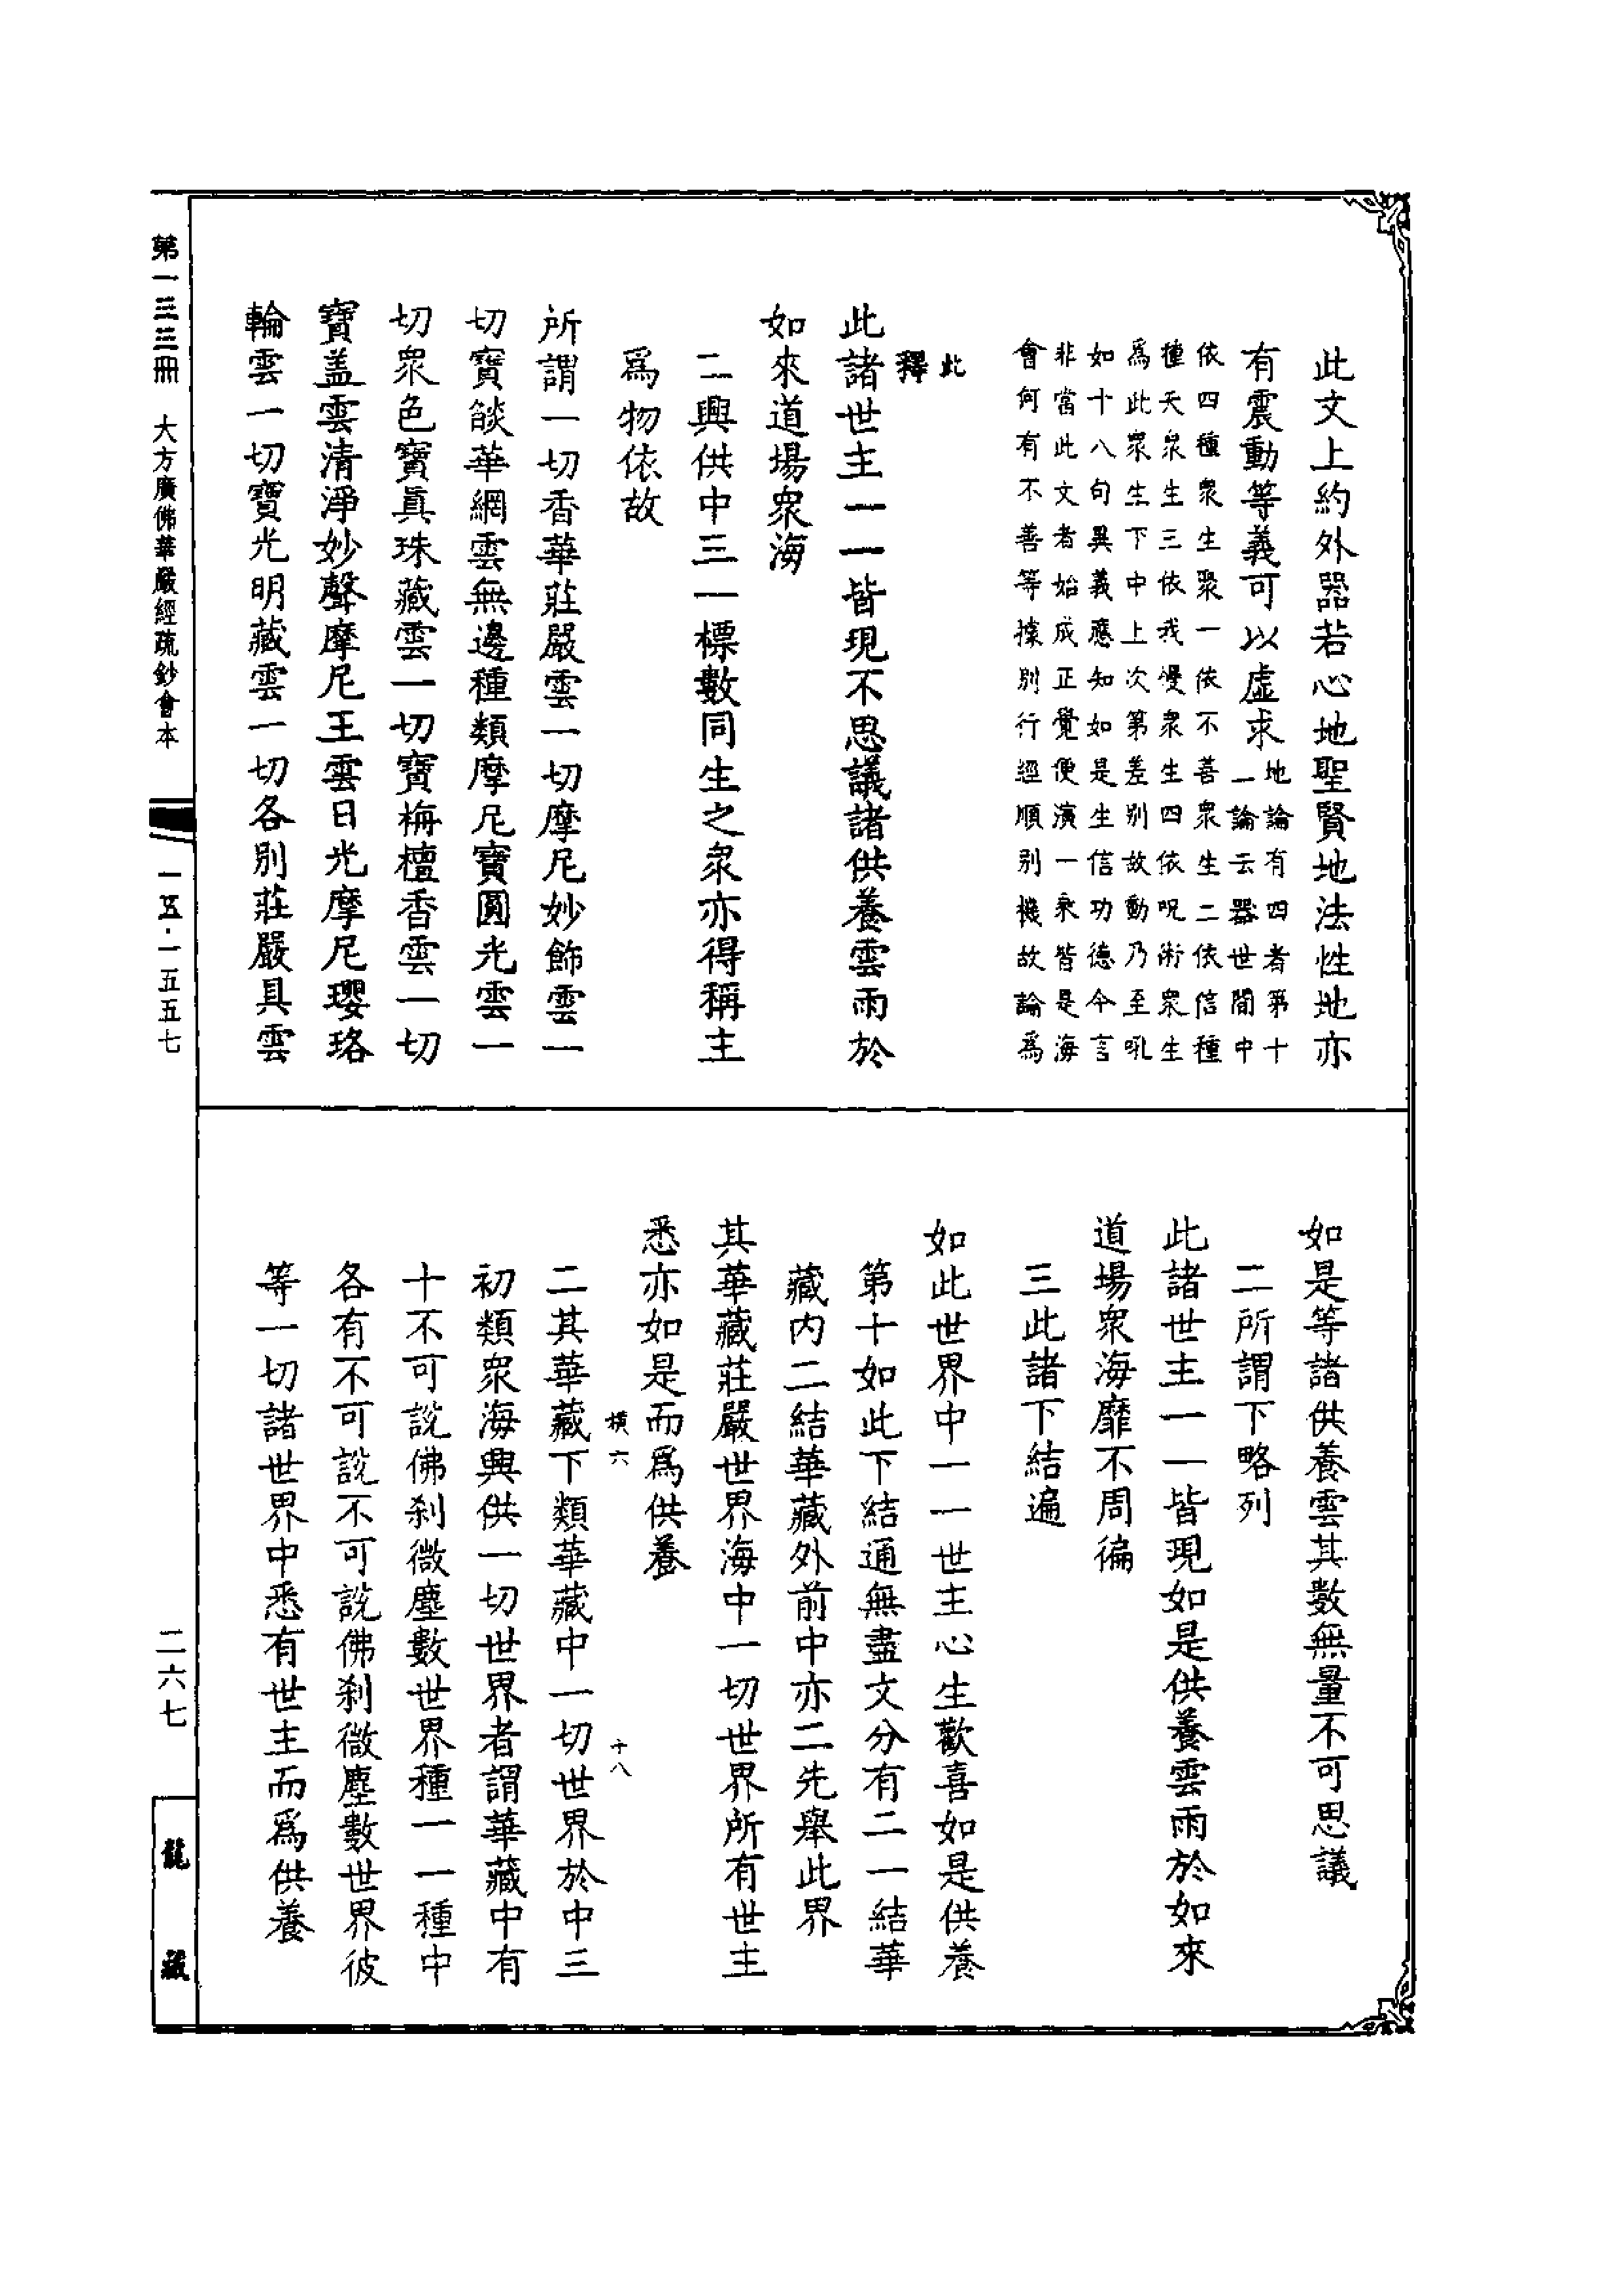 此文上約外器若心地聖賢地法性地亦
有震動等義可以虛求地論有四者第十
一論云器世間中
依四種眾生聚一依不善眾生二依信種
種天眾生三依我慢眾生四依呪術眾生
爲此眾生下中上次第差別故動乃至吼
如十八句異義應知如是生信功德今言
非當此文者始成正覺便演一乘皆是海
會何有不善等據別行經順別機故論爲
此
釋
此諸世主一一皆現不思議諸供養雲雨於
如來道場眾海
二興供中三一標數同生之眾亦得稱主
爲物依故
所謂一切香華莊嚴雲一切摩尼妙飾雲一
切寶燄華網雲無邊種類摩尼寶圓光雲一
切眾色寶眞珠藏雲一切寶栴檀香雲一切
寶盖雲清淨妙聲摩尼王雲日光摩尼瓔珞
輪雲一切寶光明藏雲一切各別莊嚴具雲
如是等諸供養雲其數無量不可思議
二所謂下略列
此諸世主一一皆現如是供養雲雨於如來
道場眾海靡不周徧
三此諸下結遍
如此世界中一一世主心生歡喜如是供養
第十如此下結通無盡文分有二一結華
藏內二結華藏外前中亦二先舉此界
其華藏莊嚴世界海中一切世界所有世主
悉亦如是而爲供養
橫六 十八
二其華藏下類華藏中一切世界於中三
初類眾海興供一切世界者謂華藏中有
十不可說佛刹微塵數世界種一一種中
各有不可說不可說佛刹微塵數世界彼
等一切諸世界中悉有世主而爲供養
第一三三冊 大方廣佛華嚴經疏鈔會本 一五·一五五七 二六七 龍藏